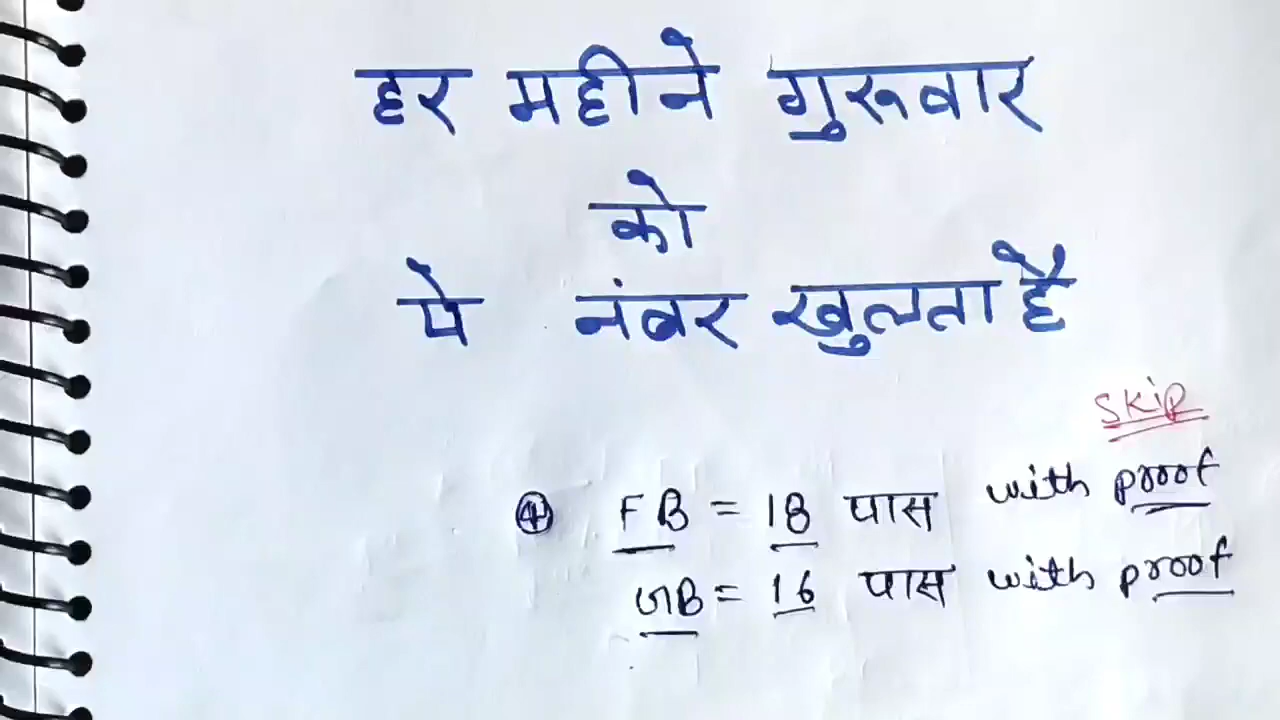 हर महीने गुरूवार
को
ये नंबर खुलता है
SKIP
④ FB = 18 पास with proof
GB = 16 पास with proof